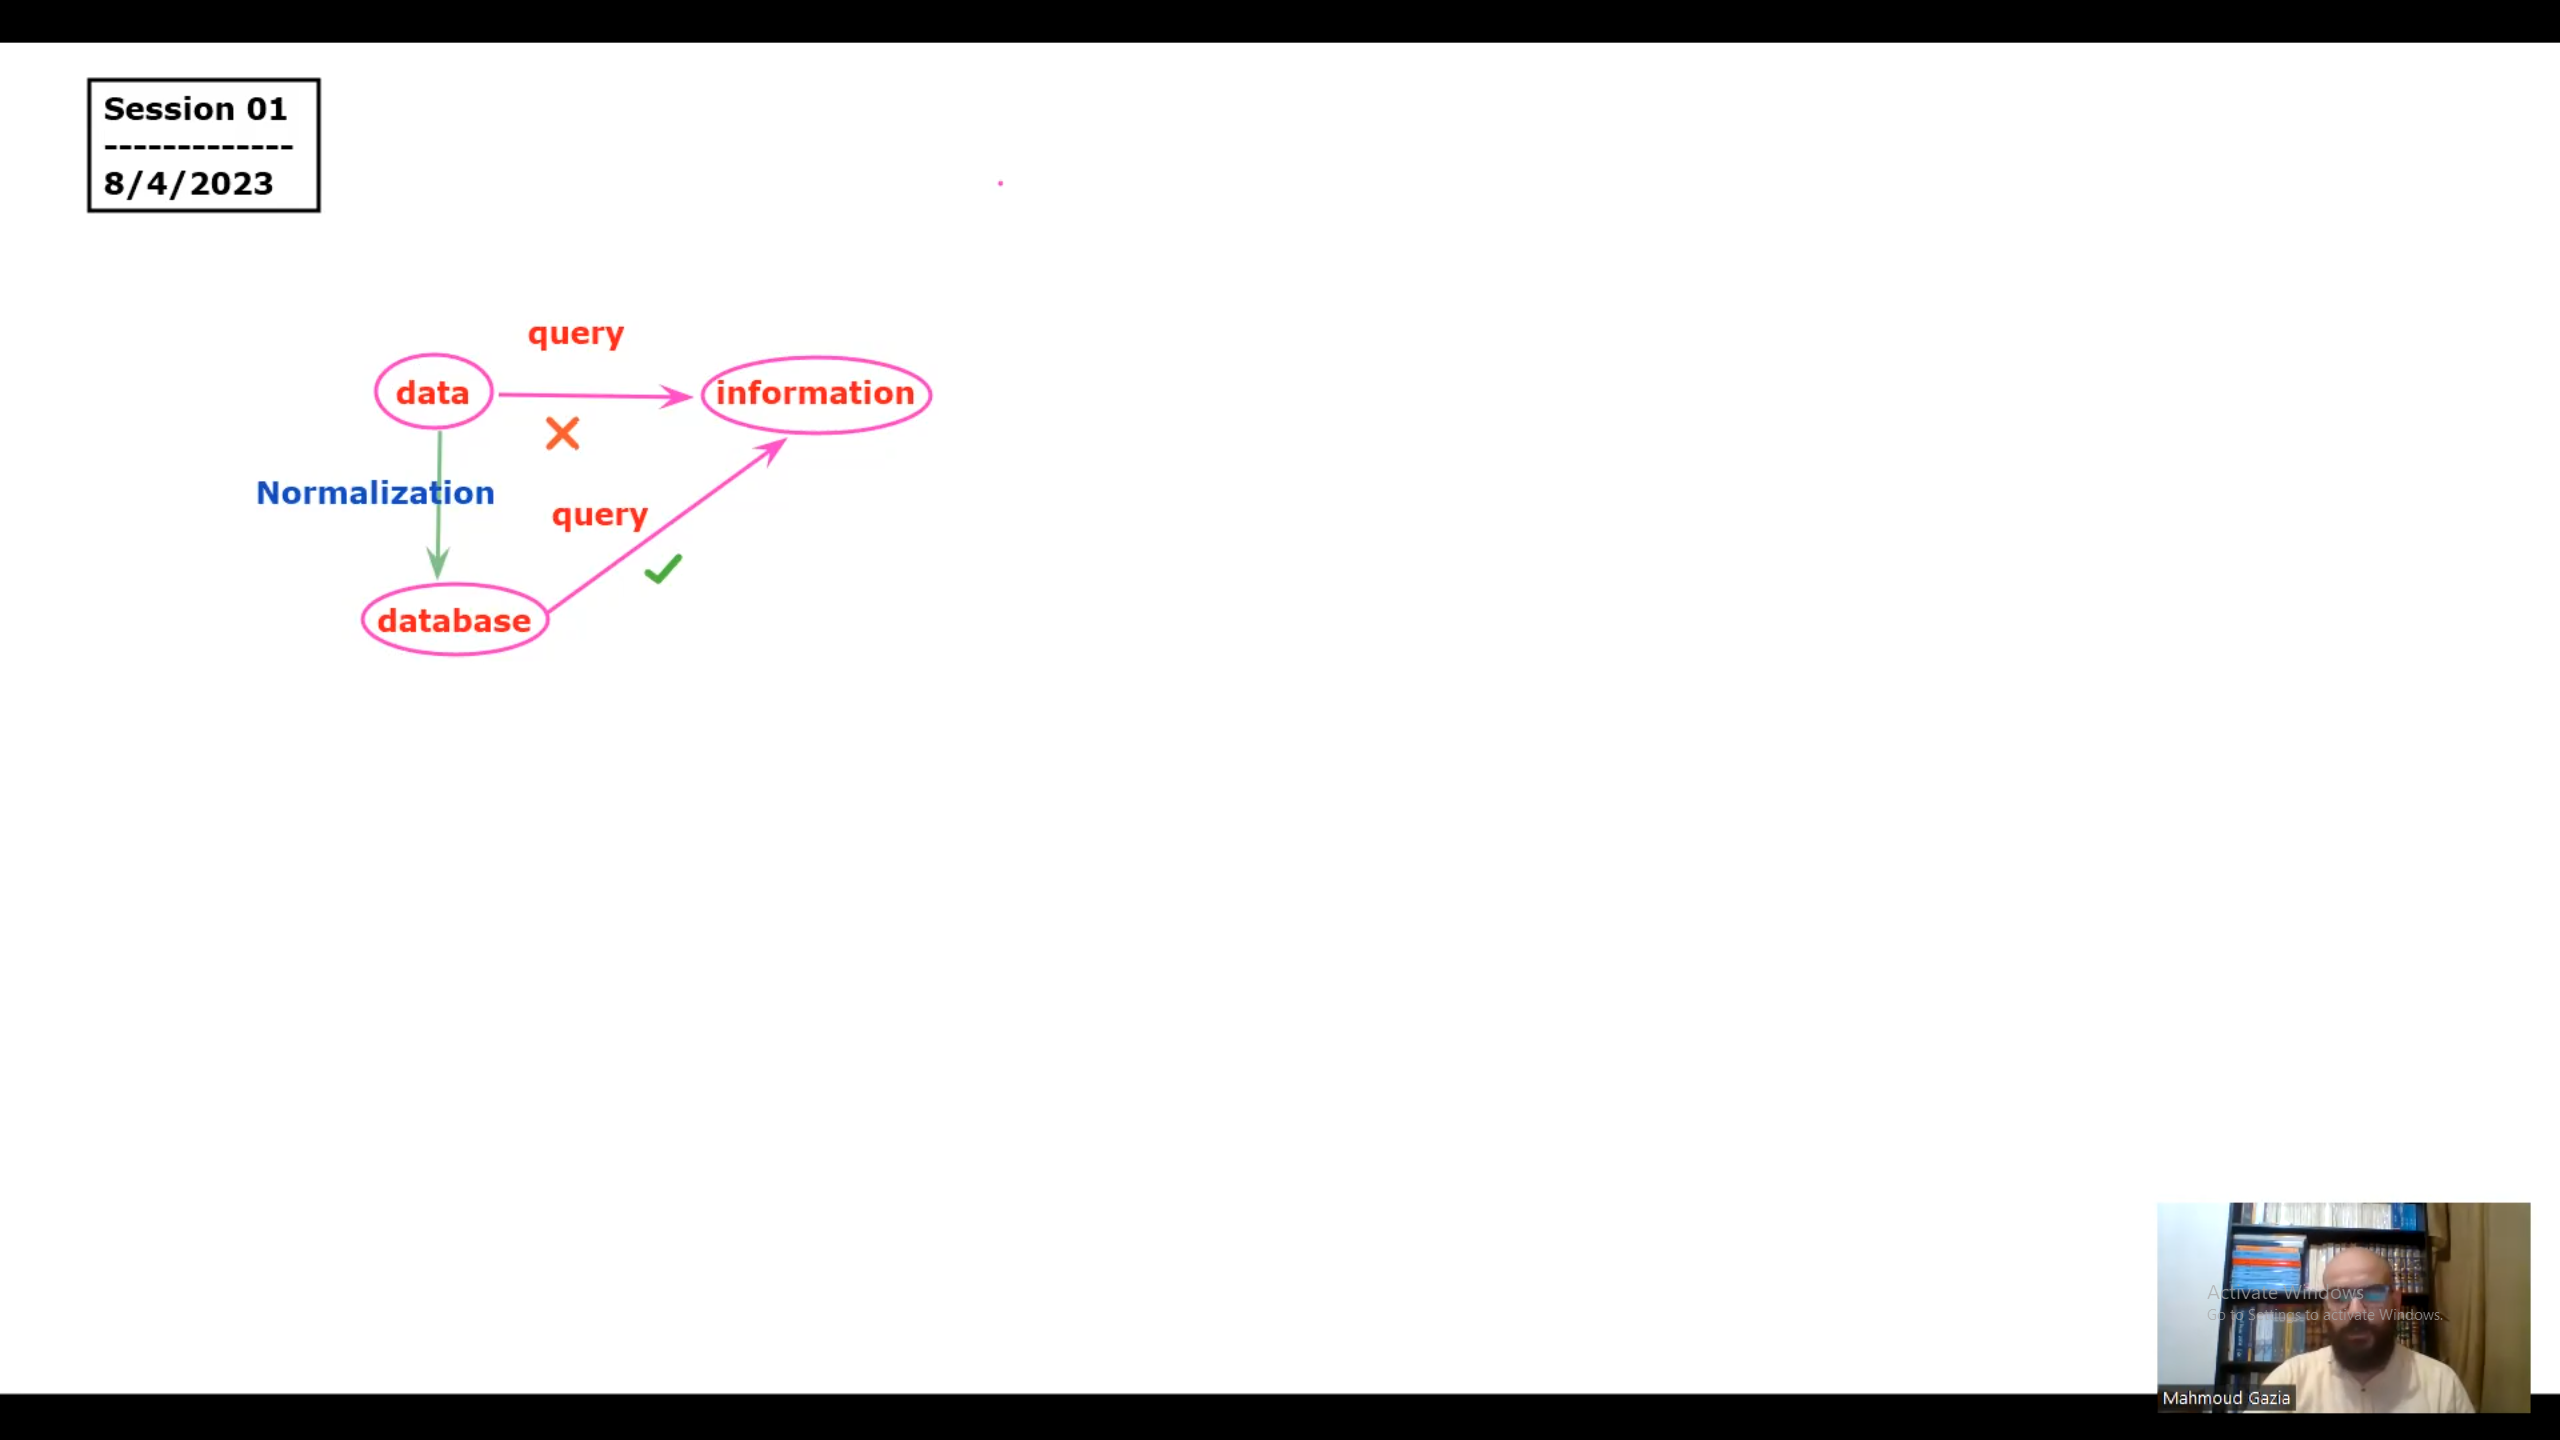 Session 01
-------------
8/4/2023
query
data
information
Normalization
query
database
Activate Windows
Go to Settings to activate Windows.
Mahmoud Gazia